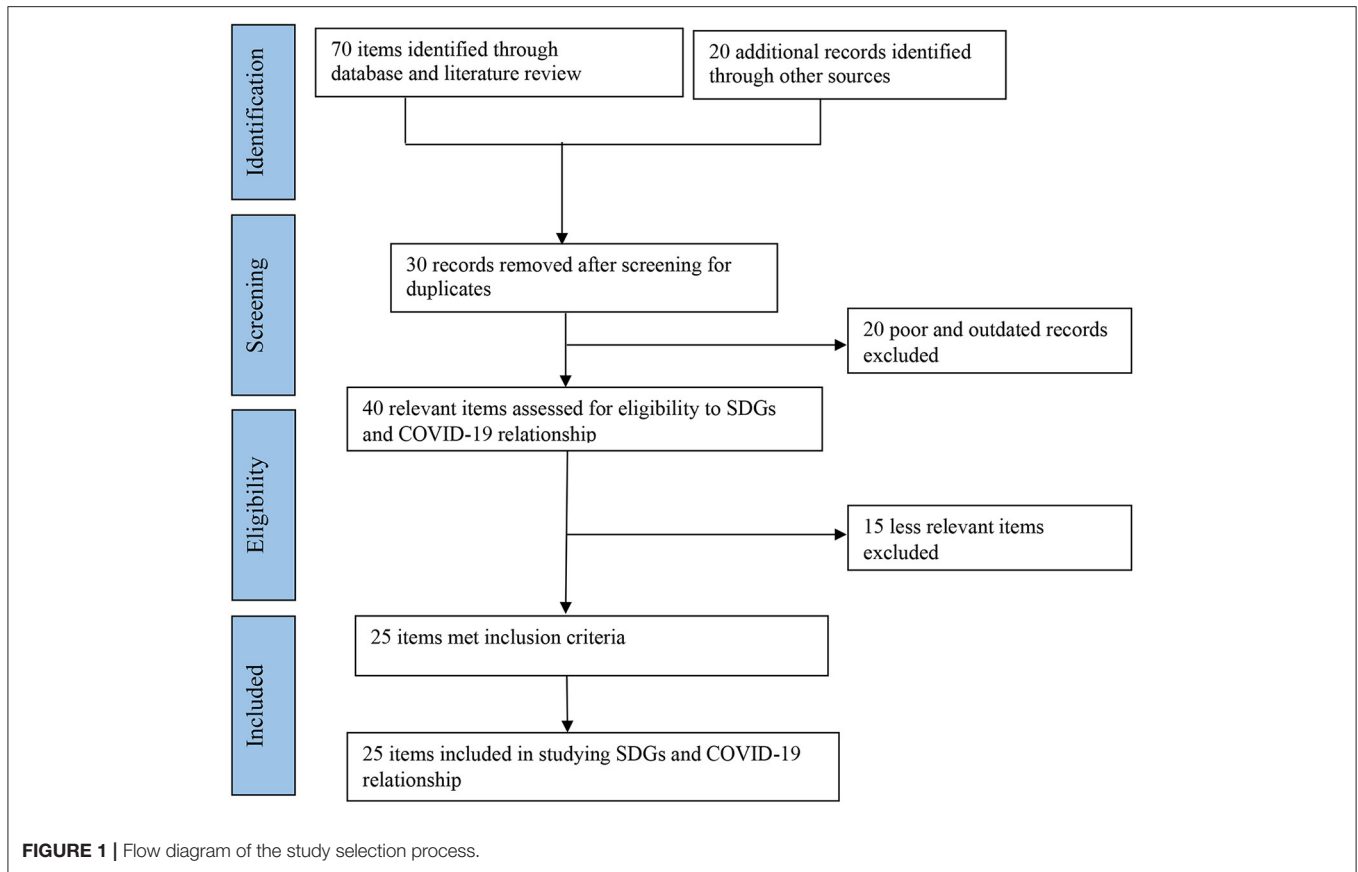 Identification
70 items identified through
database and literature review
20 additional records identified
through other sources
Screening
30 records removed after screening for
duplicates
20 poor and outdated records
excluded
40 relevant items assessed for eligibility to SDGs
and COVID-19 relationship
Eligibility
15 less relevant items
excluded
Included
25 items met inclusion criteria
25 items included in studying SDGs and COVID-19
relationship
FIGURE 1 | Flow diagram of the study selection process.